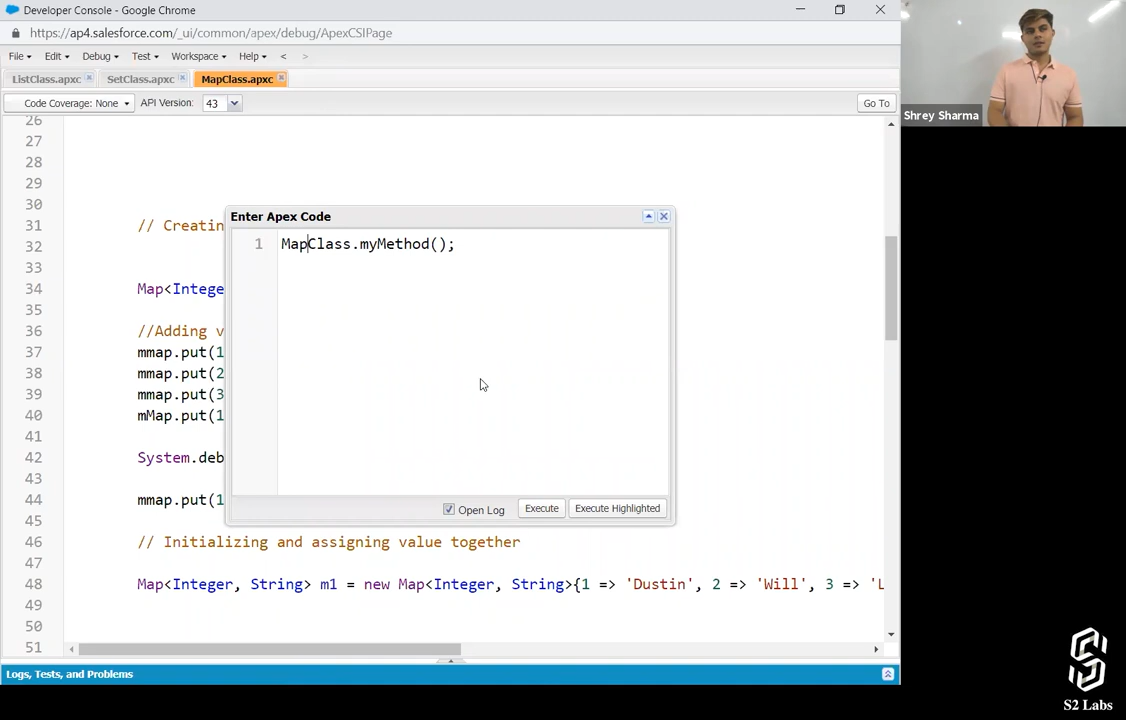 Developer Console - Google Chrome
https://ap4.salesforce.com/_ui/common/apex/debug/ApexCSIPage
File Edit Debug Test Workspace Help < >
ListClass.apxc SetClass.apxc MapClass.apxc
Code Coverage: None API Version: 43 Go To
26
27
28
29
30
31 // Creating
32
33
34 Map<Intege
35
36 //Adding v
37 mmap.put(1
38 mmap.put(2
39 mmap.put(3
40 mMap.put(1
41
42 System.deb
43
44 mmap.put(1
45
46 // Initializing and assigning value together
47
48 Map<Integer, String> m1 = new Map<Integer, String>{1 => 'Dustin', 2 => 'Will', 3 => 'L
49
50
51
Enter Apex Code
1 MapClass.myMethod();
Open Log Execute Execute Highlighted
Logs, Tests, and Problems
Shrey Sharma
S2 Labs